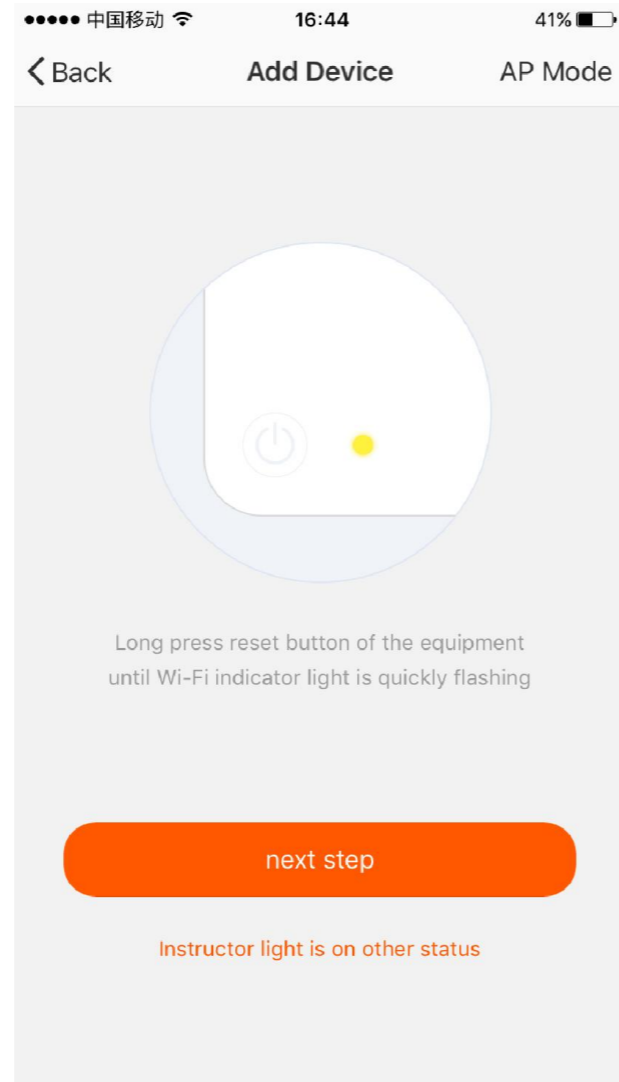 中国移动 16:44 41%
Back Add Device AP Mode
Long press reset button of the equipment
until Wi-Fi indicator light is quickly flashing
next step
Instructor light is on other status